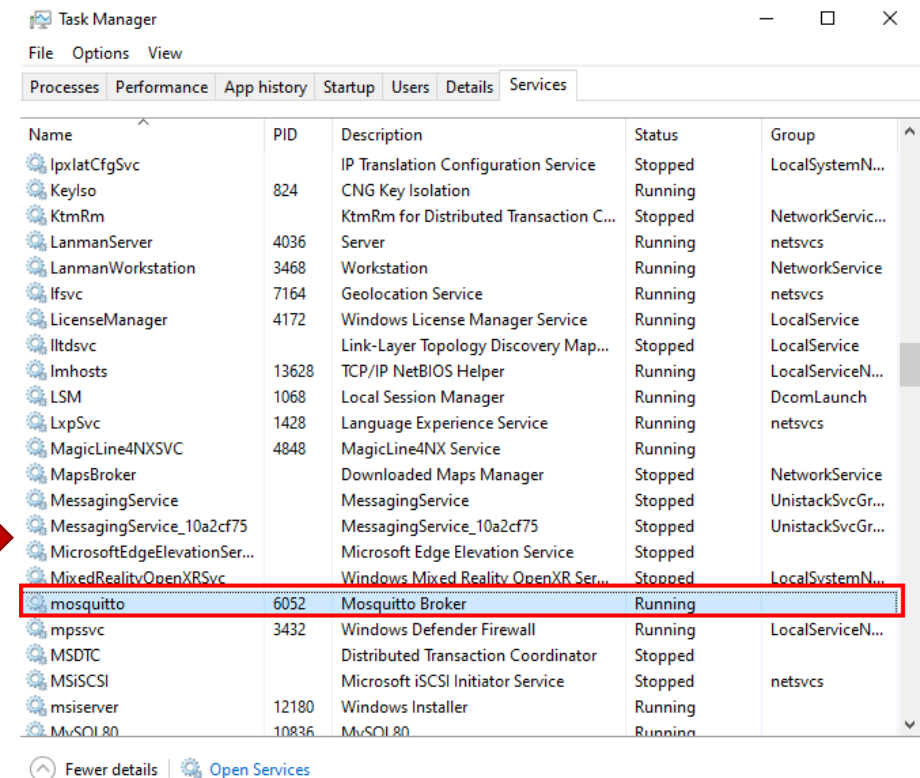 Task Manager
File Options View
Processes Performance App history Startup Users Details Services
Name PID Description Status Group
IpxlatCfgSvc IP Translation Configuration Service Stopped LocalSystemN...
KeyIso 824 CNG Key Isolation Running
KtmRm KtmRm for Distributed Transaction C... Stopped NetworkServic...
LanmanServer 4036 Server Running netsvcs
LanmanWorkstation 3468 Workstation Running NetworkService
lfsvc 7164 Geolocation Service Running netsvcs
LicenseManager 4172 Windows License Manager Service Running LocalService
lltdsvc Link-Layer Topology Discovery Map... Stopped LocalService
lmhosts 13628 TCP/IP NetBIOS Helper Running LocalServiceN...
LSM 1068 Local Session Manager Running DcomLaunch
LxpSvc 1428 Language Experience Service Running netsvcs
MagicLine4NXSVC 4848 MagicLine4NX Service Running
MapsBroker Downloaded Maps Manager Stopped NetworkService
MessagingService MessagingService Stopped UnistackSvcGr...
MessagingService_10a2cf75 MessagingService_10a2cf75 Stopped UnistackSvcGr...
MicrosoftEdgeElevationSer... Microsoft Edge Elevation Service Stopped
MixedRealityOpenXRSvc Windows Mixed Reality OpenXR Ser... Stopped LocalSystemN...
mosquitto 6052 Mosquitto Broker Running
mpssvc 3432 Windows Defender Firewall Running LocalServiceN...
MSDTC Distributed Transaction Coordinator Stopped
MSiSCSI Microsoft iSCSI Initiator Service Stopped netsvcs
msiserver 12180 Windows Installer Running
MySQL80 10836 MySQL80 Running
Fewer details Open Services